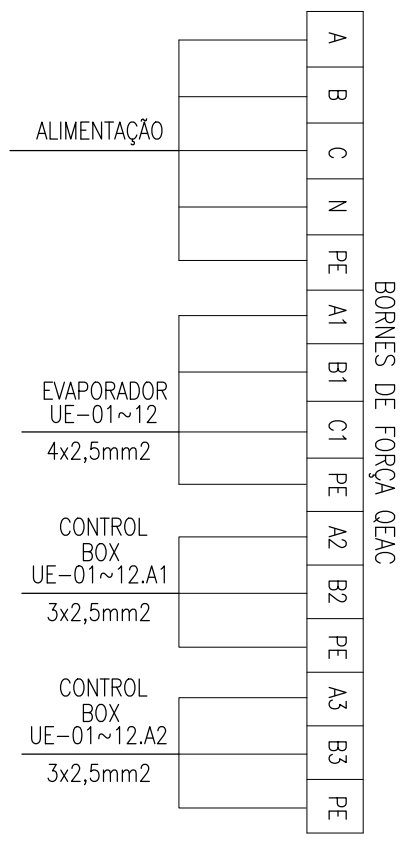 ALIMENTAÇÃO
A
B
C
N
PE
EVAPORADOR
UE-01~12
4x2,5mm2
A1
B1
C1
PE
CONTROL
BOX
UE-01~12.A1
3x2,5mm2
A2
B2
PE
CONTROL
BOX
UE-01~12.A2
3x2,5mm2
A3
B3
PE
BORNES DE FORÇA QEAC